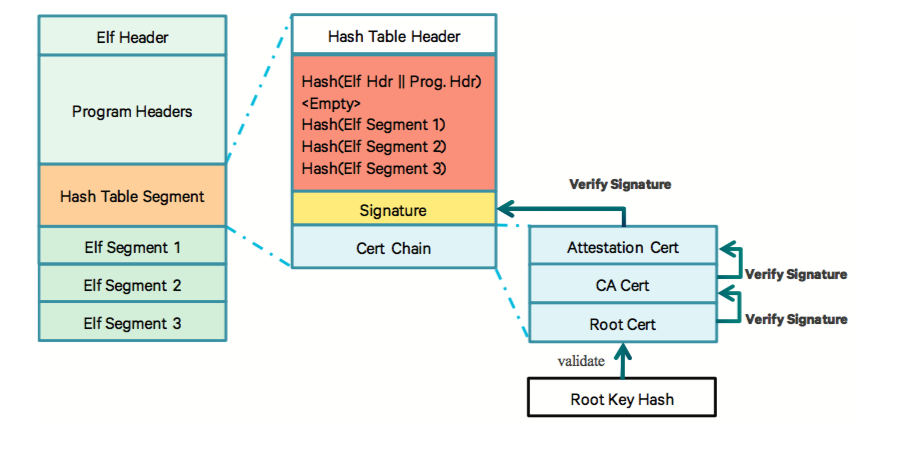 Elf Header
Program Headers
Hash Table Segment
Elf Segment 1
Elf Segment 2
Elf Segment 3
Hash Table Header
Hash(Elf Hdr || Prog. Hdr)
<Empty>
Hash(Elf Segment 1)
Hash(Elf Segment 2)
Hash(Elf Segment 3)
Signature
Cert Chain
Verify Signature
Attestation Cert
CA Cert
Root Cert
Verify Signature
Verify Signature
validate
Root Key Hash